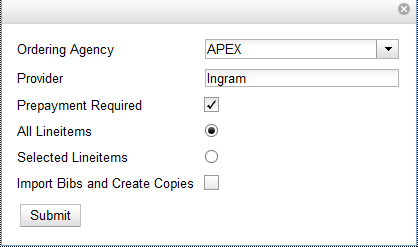 Ordering Agency APEX
Provider Ingram
Prepayment Required
All Lineitems
Selected Lineitems
Import Bibs and Create Copies
Submit